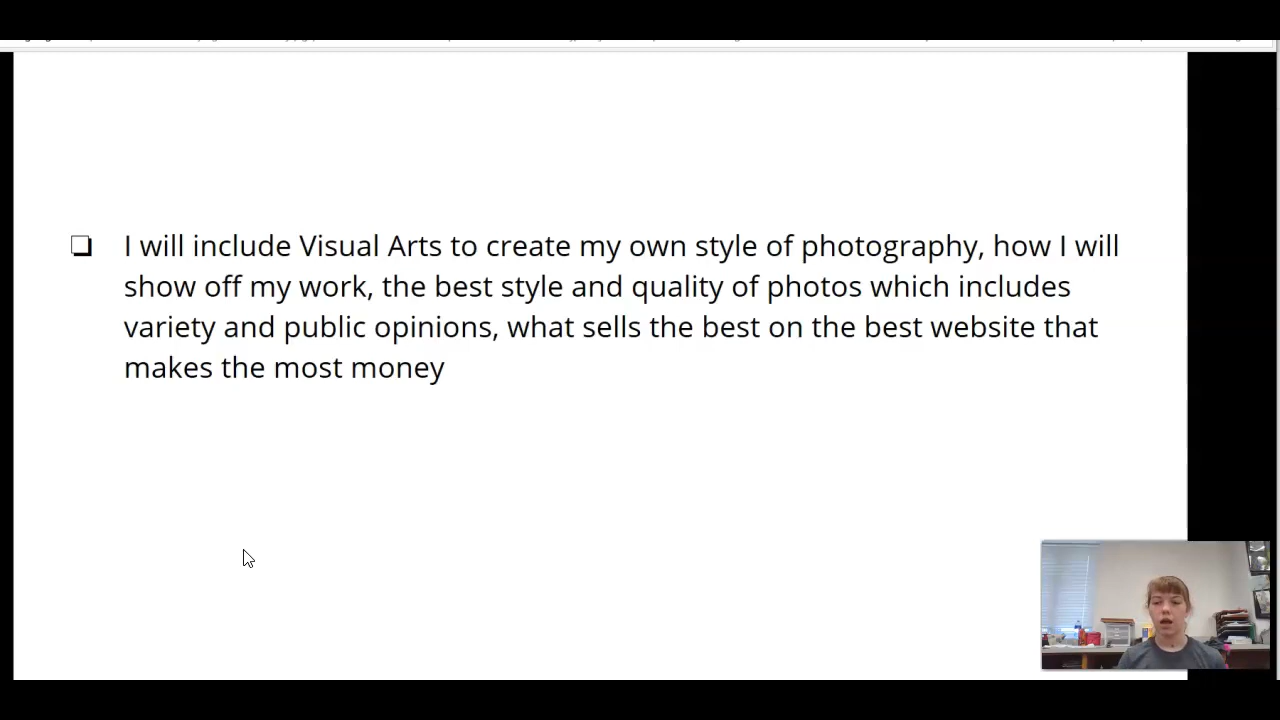 I will include Visual Arts to create my own style of photography, how I will
show off my work, the best style and quality of photos which includes
variety and public opinions, what sells the best on the best website that
makes the most money